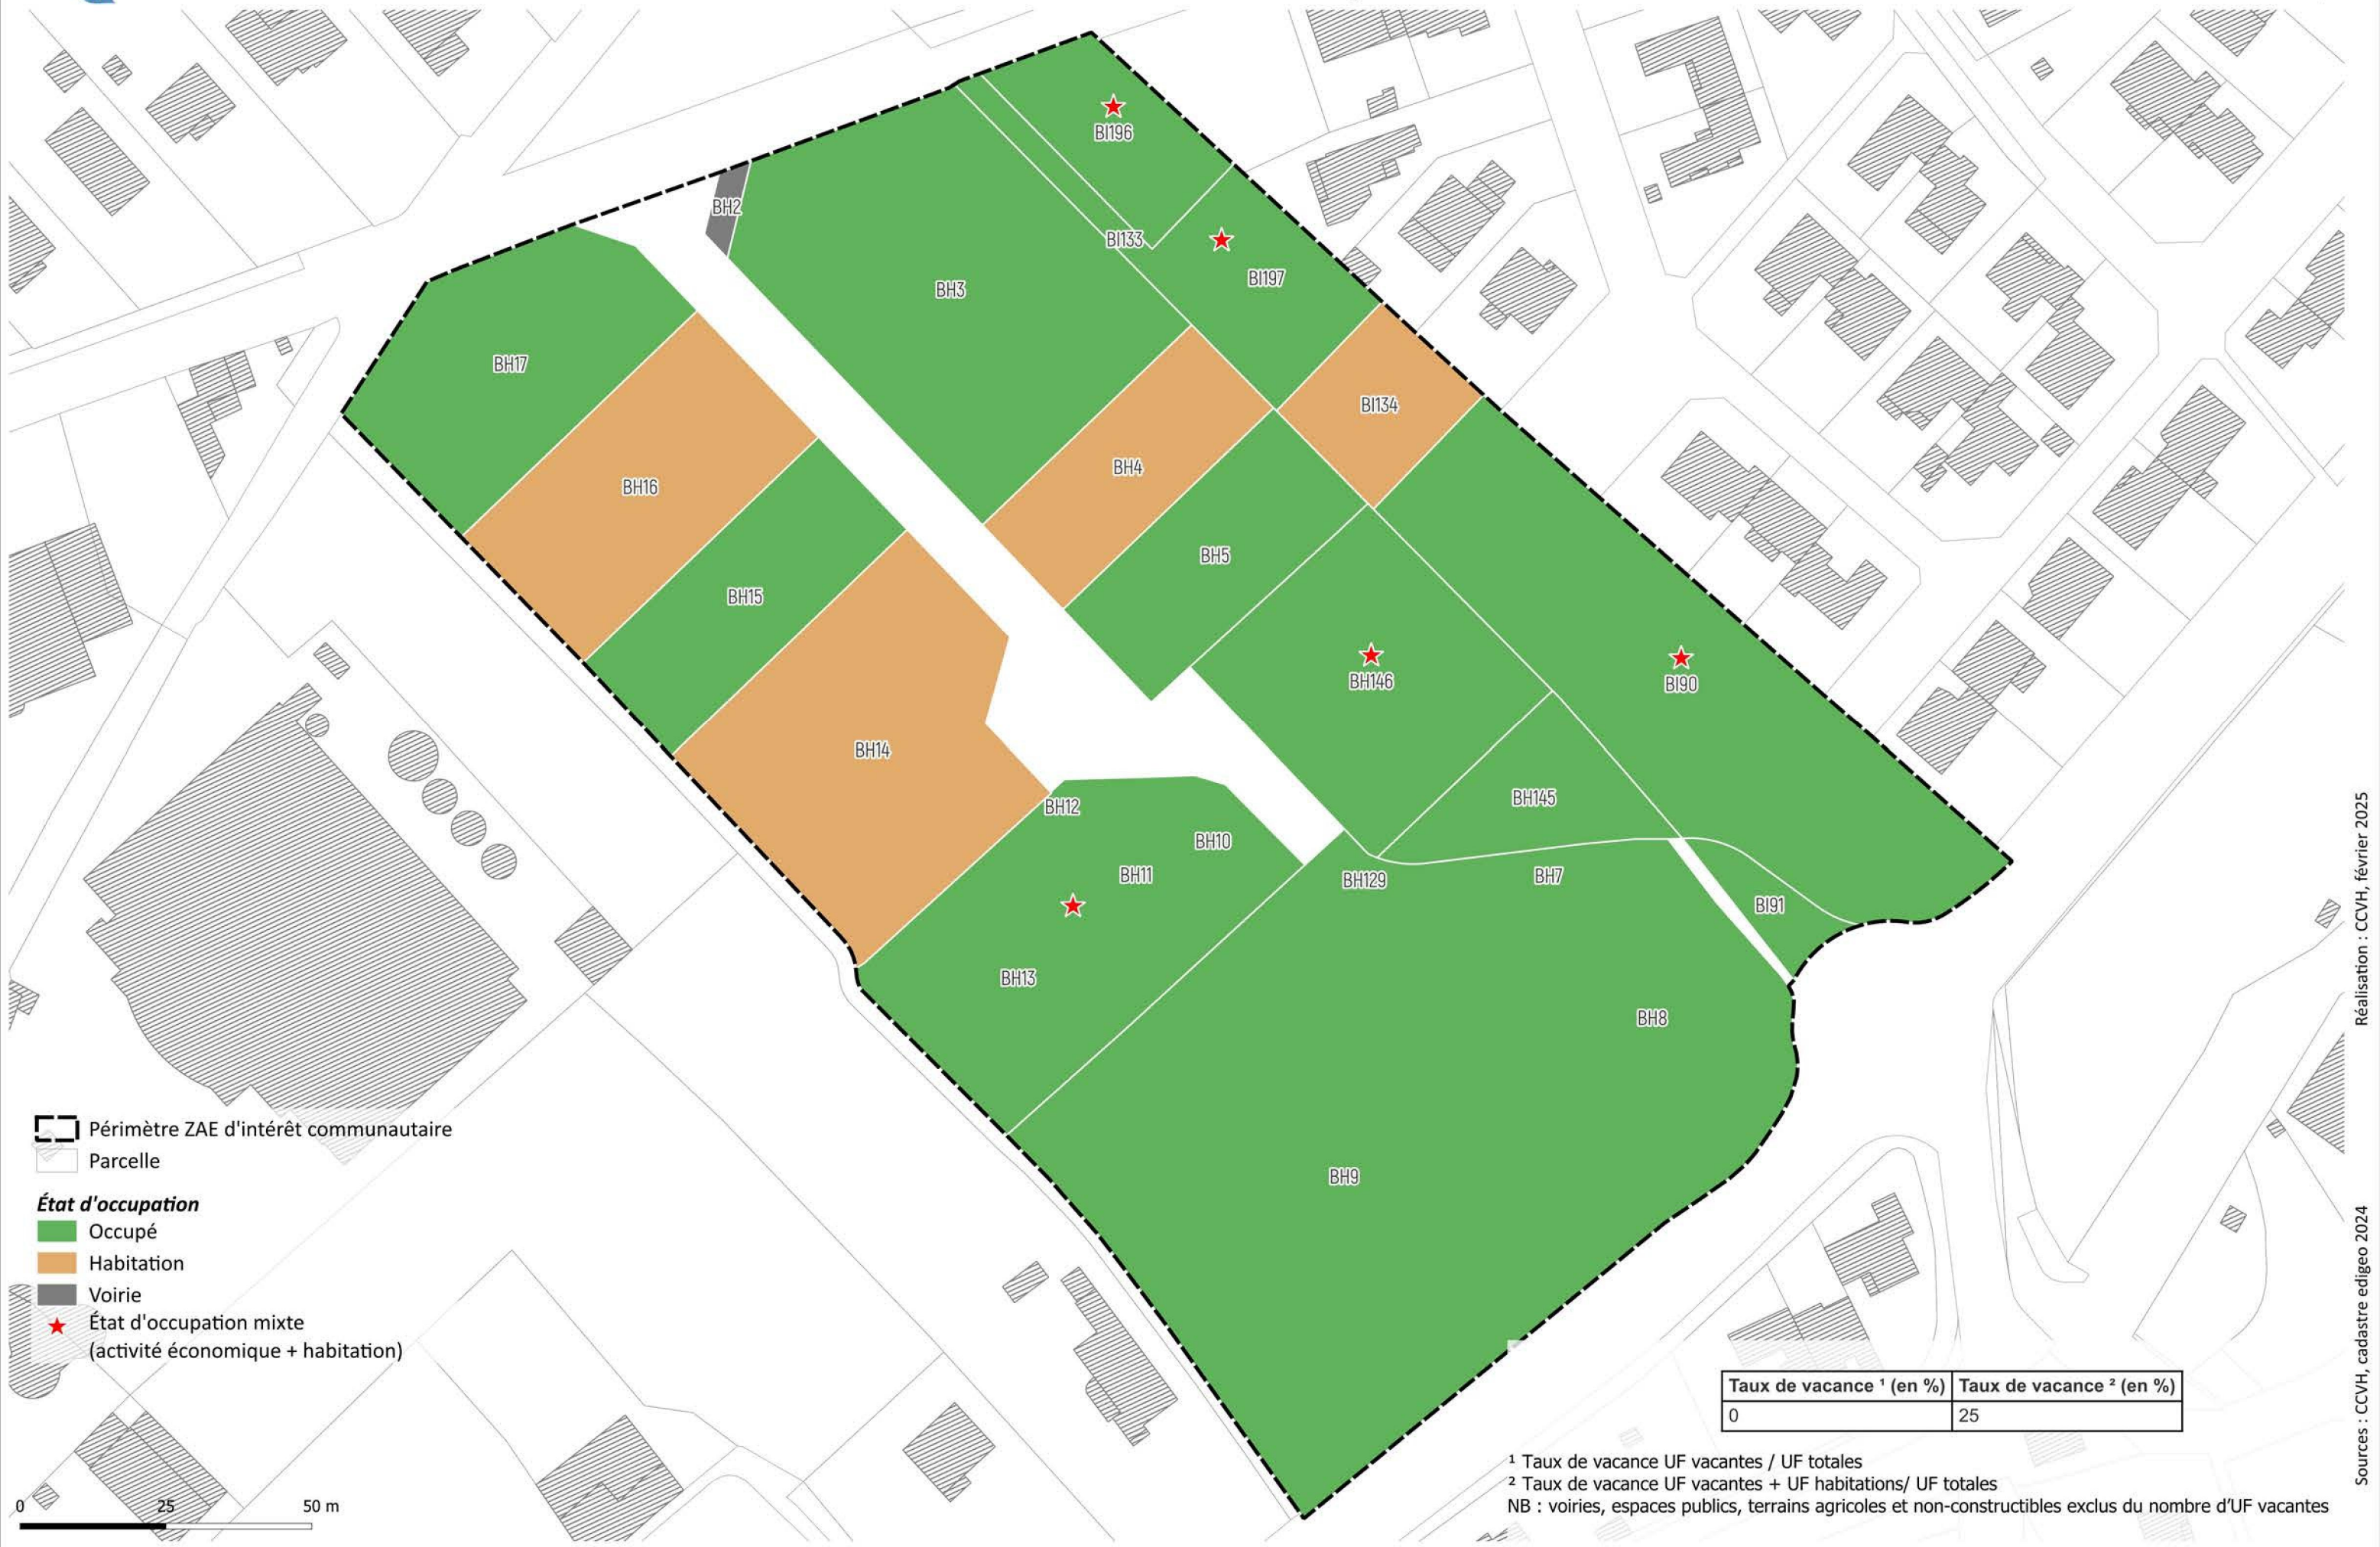 BI196
BH2
BI133
BI197
BH3
BH17
BI134
BH4
BH16
BH5
BH15
BH146
BI90
BH14
BH145
BH12
BH10
BH11
BH129
BH7
BI91
BH13
BH8
BH9
Périmètre ZAE d'intérêt communautaire
Parcelle
État d'occupation
Occupé
Habitation
Voirie
État d'occupation mixte
(activité économique + habitation)
0 25 50 m
Taux de vacance ¹ (en %) Taux de vacance ² (en %)
0 25
¹ Taux de vacance UF vacantes / UF totales
² Taux de vacance UF vacantes + UF habitations/ UF totales
NB : voiries, espaces publics, terrains agricoles et non-constructibles exclus du nombre d'UF vacantes
Réalisation : CCVH, février 2025
Sources : CCVH, cadastre edigeo 2024